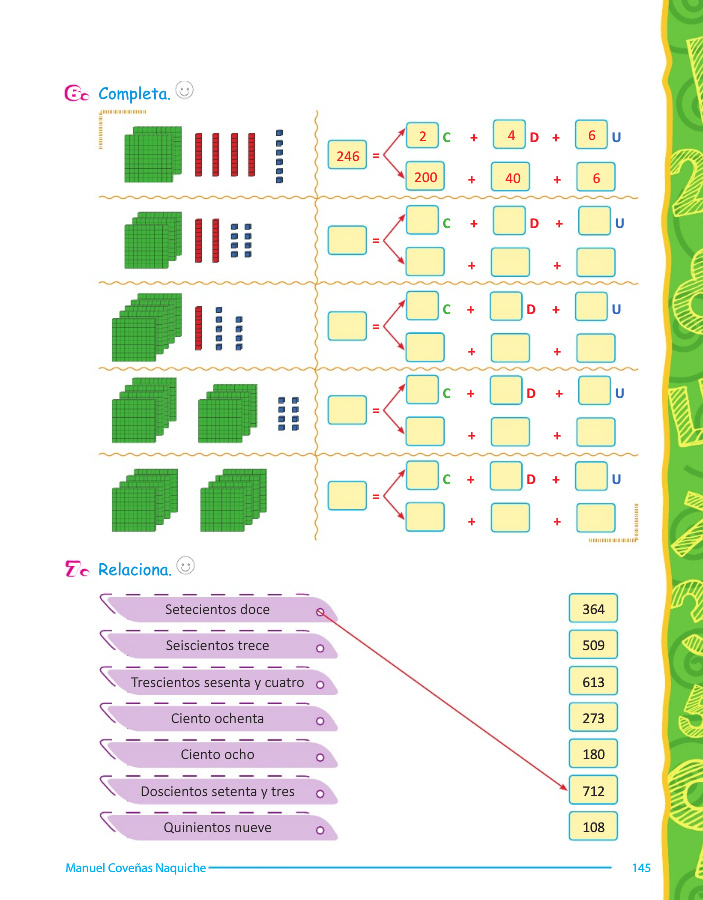 6. Completa.
2 C + 4 D + 6 U
246 =
200 + 40 + 6
C + D + U
=
+ +
C + D + U
=
+ +
C + D + U
=
+ +
C + D + U
=
+ +
7. Relaciona.
Setecientos doce 364
Seiscientos trece 509
Trescientos sesenta y cuatro 613
Ciento ochenta 273
Ciento ocho 180
Doscientos setenta y tres 712
Quinientos nueve 108
Manuel Coveñas Naquiche 145